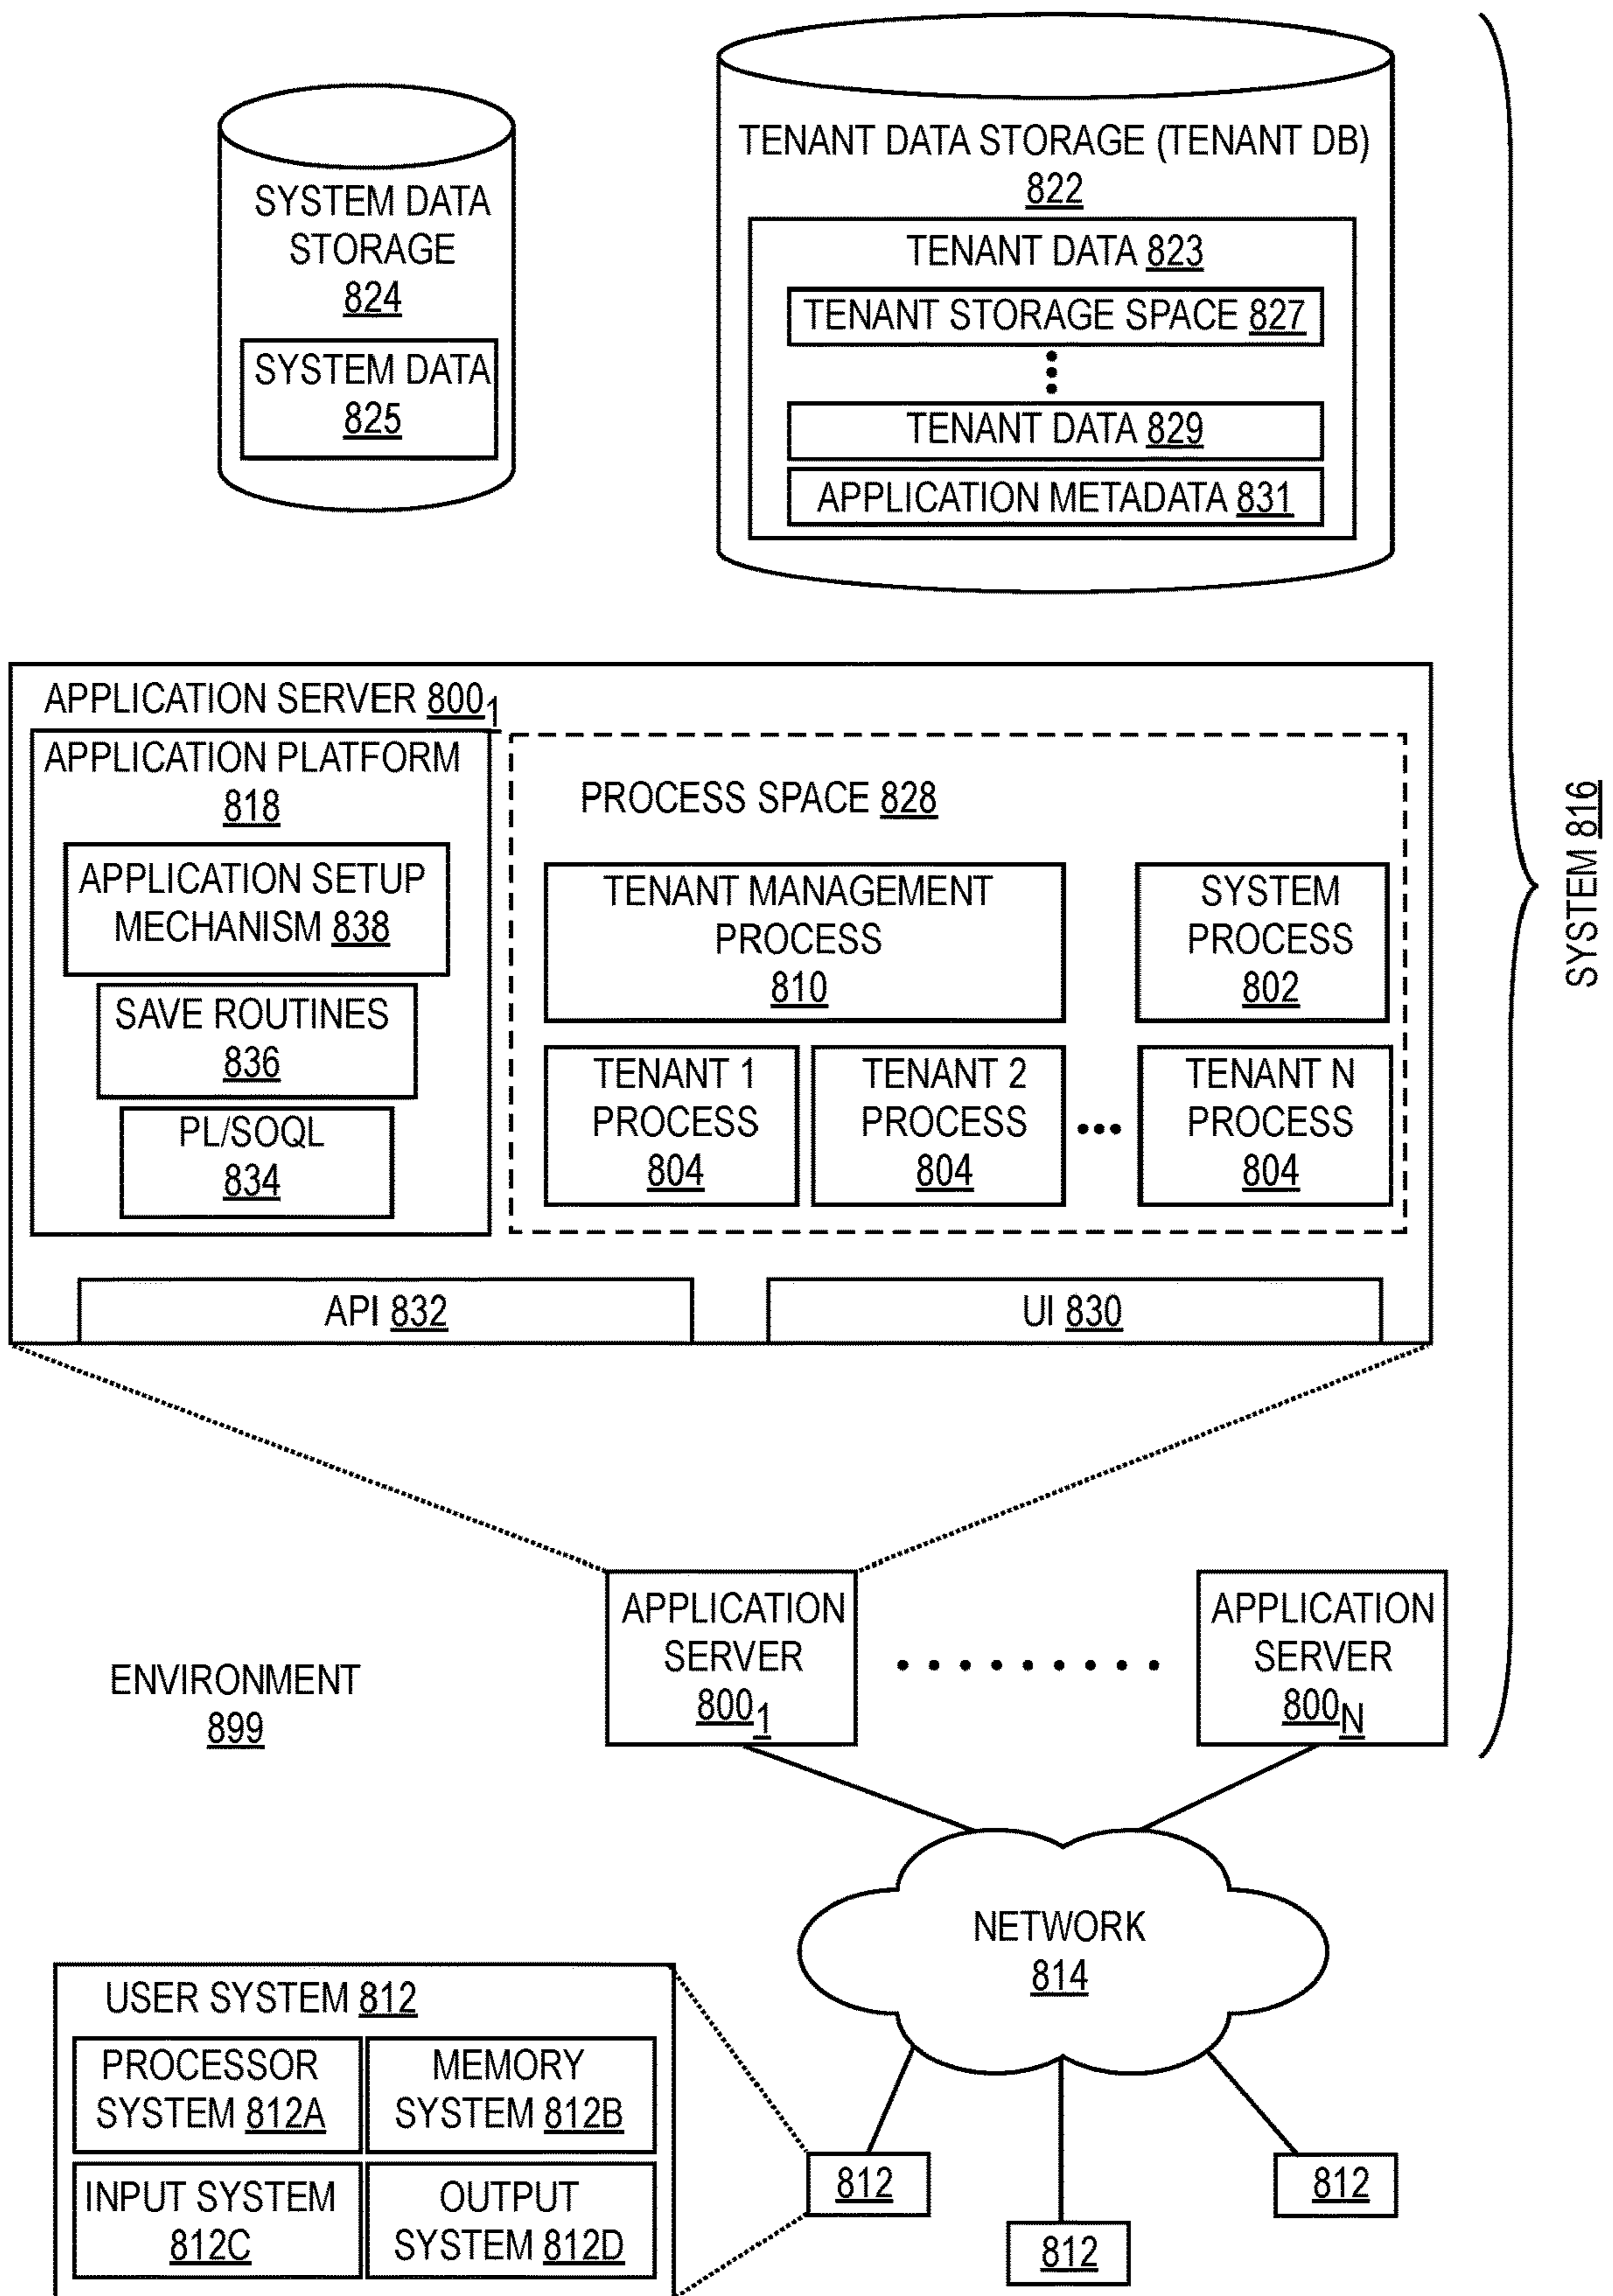 SYSTEM DATA
STORAGE
824
SYSTEM DATA
825
TENANT DATA STORAGE (TENANT DB)
822
TENANT DATA 823
TENANT STORAGE SPACE 827
TENANT DATA 829
APPLICATION METADATA 831
SYSTEM 816
APPLICATION SERVER 800₁
APPLICATION PLATFORM
818
APPLICATION SETUP
MECHANISM 838
SAVE ROUTINES
836
PL/SOQL
834
PROCESS SPACE 828
TENANT MANAGEMENT
PROCESS
810
SYSTEM
PROCESS
802
TENANT 1
PROCESS
804
TENANT 2
PROCESS
804
TENANT N
PROCESS
804
API 832
UI 830
APPLICATION
SERVER
800₁
APPLICATION
SERVER
800N
ENVIRONMENT
899
NETWORK
814
USER SYSTEM 812
PROCESSOR
SYSTEM 812A
MEMORY
SYSTEM 812B
INPUT SYSTEM
812C
OUTPUT
SYSTEM 812D
812
812
812